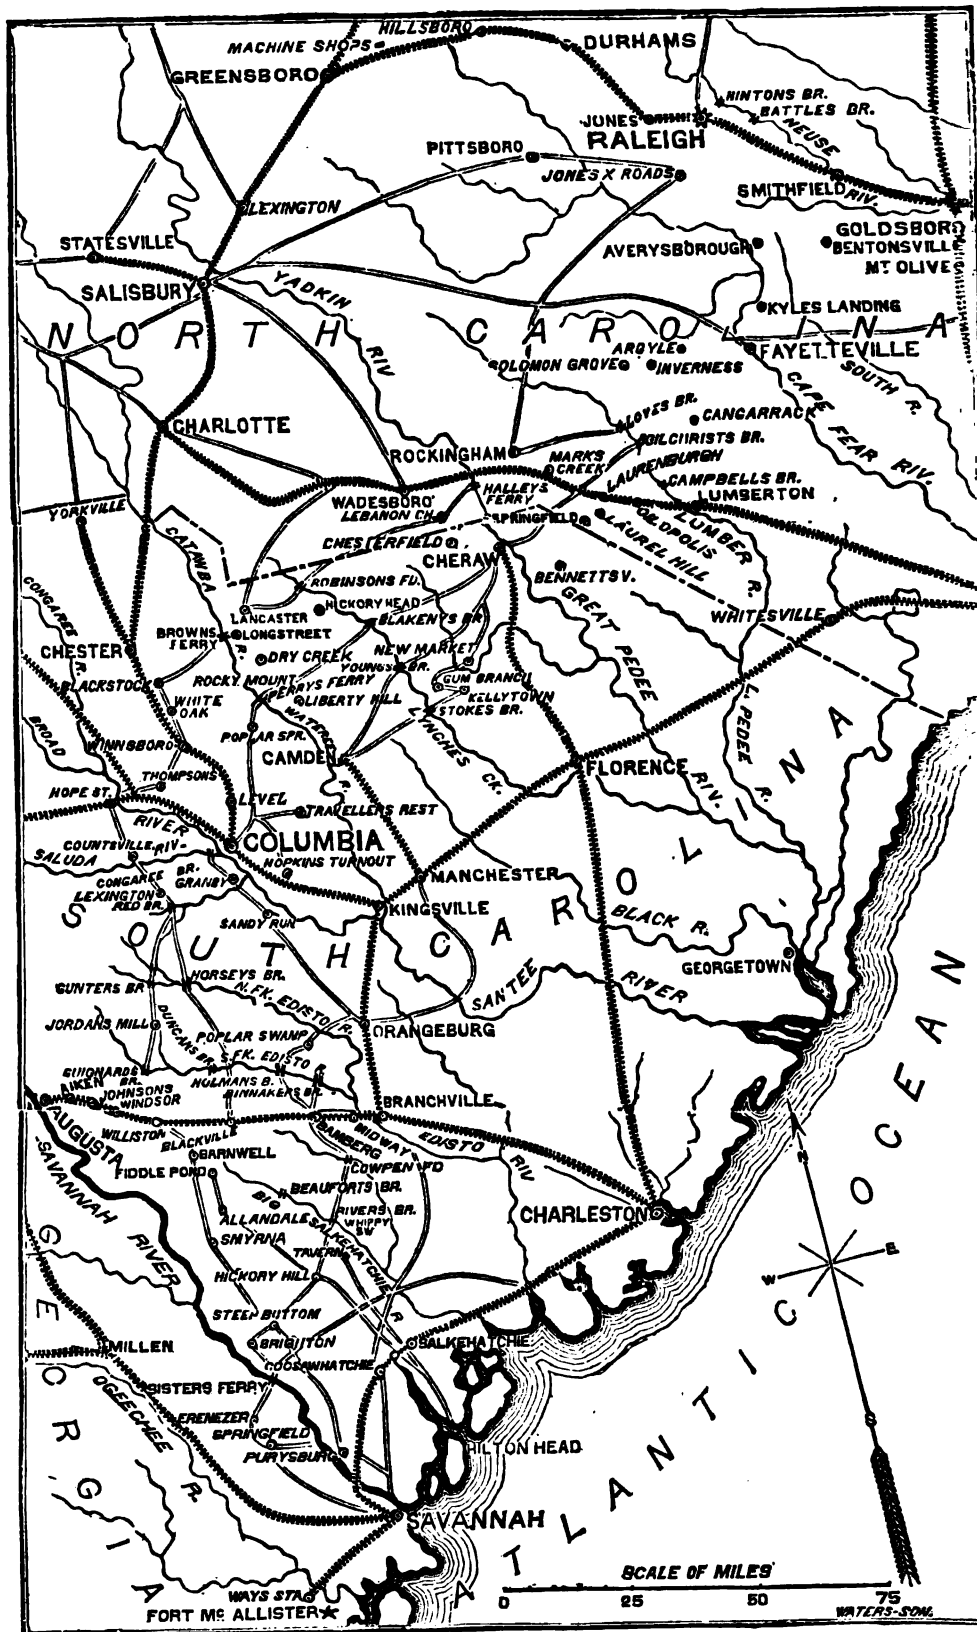 HILLSBORO
MACHINE SHOPS
DURHAMS
GREENSBORO
HINTONS BR.
BATTLES BR.
JONES
RALEIGH
NEUSE
RIV.
PITTSBORO
JONES X ROADS
SMITHFIELD
LEXINGTON
GOLDSBORO
STATESVILLE
AVERYSBOROUGH
BENTONSVILLE
MT OLIVE
SALISBURY
YADKIN
RIV
KYLES LANDING
NORTH CAROLINA
ARGYLE
FAYETTEVILLE
SOLOMON GROVE
INVERNESS
SOUTH R.
CAPE FEAR RIV.
LOVES BR.
CANGARRACK
CHARLOTTE
GILCHRISTS BR.
ROCKINGHAM
MARKS
CREEK
LAURENBURGH
CAMPBELLS BR.
WADESBORO
HALLEYS
FERRY
LUMBERTON
YORKVILLE
LEBANON CH.
SPRINGFIELD
GILOPOLIS
LUMBER
R.
LAUREL HILL
CATAWBA
R.
CHESTERFIELD
CHERAW
BENNETTSV.
CONGAREE
R.
ROBINSONS FD.
HICKORY HEAD
GREAT PEDEE
RIV.
LANCASTER
BLAKENYS BR.
WHITESVILLE
BROWNS
FERRY
LONGSTREET
CHESTER
DRY CREEK
NEW MARKET
YOUNGS BR.
ROCKY MOUNT
PERRYS FERRY
GUM BRANCH
BLACKSTOCK
LIBERTY HILL
KELLYTOWN
L. PEDEE
R.
WHITE
OAK
STOKES BR.
BROAD
WATEREE
R.
LYNCHES CK.
POPLAR SPR.
WINNSBORO
CAMDEN
FLORENCE
THOMPSONS
HOPE ST.
LEVEL
TRAVELLERS REST
RIVER
COLUMBIA
COUNTSVILLE
RIV.
SALUDA
HOPKINS TURNOUT
CONGAREE
BR.
GRANBY
MANCHESTER
LEXINGTON
RED BR.
KINGSVILLE
BLACK R.
SANDY RUN
SOUTH CAROLINA
GEORGETOWN
HORSEYS BR.
SANTEE
RIVER
GUNTERS BR
N. FK. EDISTO R.
JORDANS MILL
DUNCANS BR.
POPLAR SWAMP
ORANGEBURG
S. FK. EDISTO R
GUIGNARDS
BR.
HOLMANS B.
BINNAKERS BR.
AIKEN
JOHNSONS
WINDSOR
BRANCHVILLE
AUGUSTA
WILLISTON
BLACKVILLE
BAMBERG
MIDWAY
EDISTO
RIV
BARNWELL
COWPEN FD
FIDDLE POND
SAVANNAH RIVER
BEAUFORTS BR.
BIG
SALKEHATCHIE
R
ALLANDALE
RIVERS BR.
WHIPPY
SW
CHARLESTON
SMYRNA
TAVERN
HICKORY HILL
N
W
E
S
STEEP BOTTOM
BRIGHTON
SALKEHATCHIE
COOSAWHATCHIE
MILLEN
SISTERS FERRY
OGEECHEE
R.
EBENEZER
SPRINGFIELD
PURYSBURG
HILTON HEAD
GEORGIA
SAVANNAH
ATLANTIC OCEAN
WAYS STA.
FORT Mc ALLISTER
SCALE OF MILES
0 25 50 75
WATERS-SON.